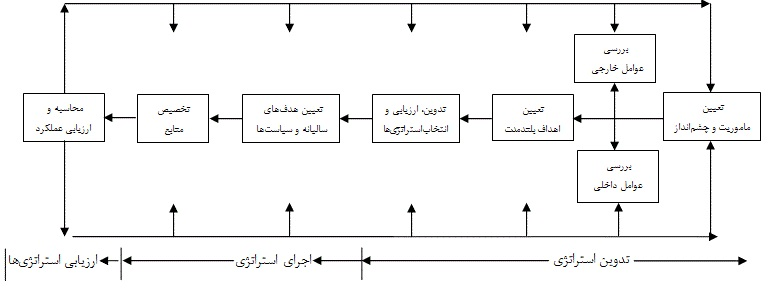 بررسی
عوامل خارجی
تعیین
ماموریت و چشم‌انداز
تعیین
اهداف بلندمدت
تدوین، ارزیابی و
انتخاب‌استراتژی‌ها
تعیین هدف‌های
سالیانه و سیاست‌ها
تخصیص
منابع
محاسبه و
ارزیابی عملکرد
بررسی
عوامل داخلی
تدوین استراتژی
اجرای استراتژی
ارزیابی استراتژی‌ها